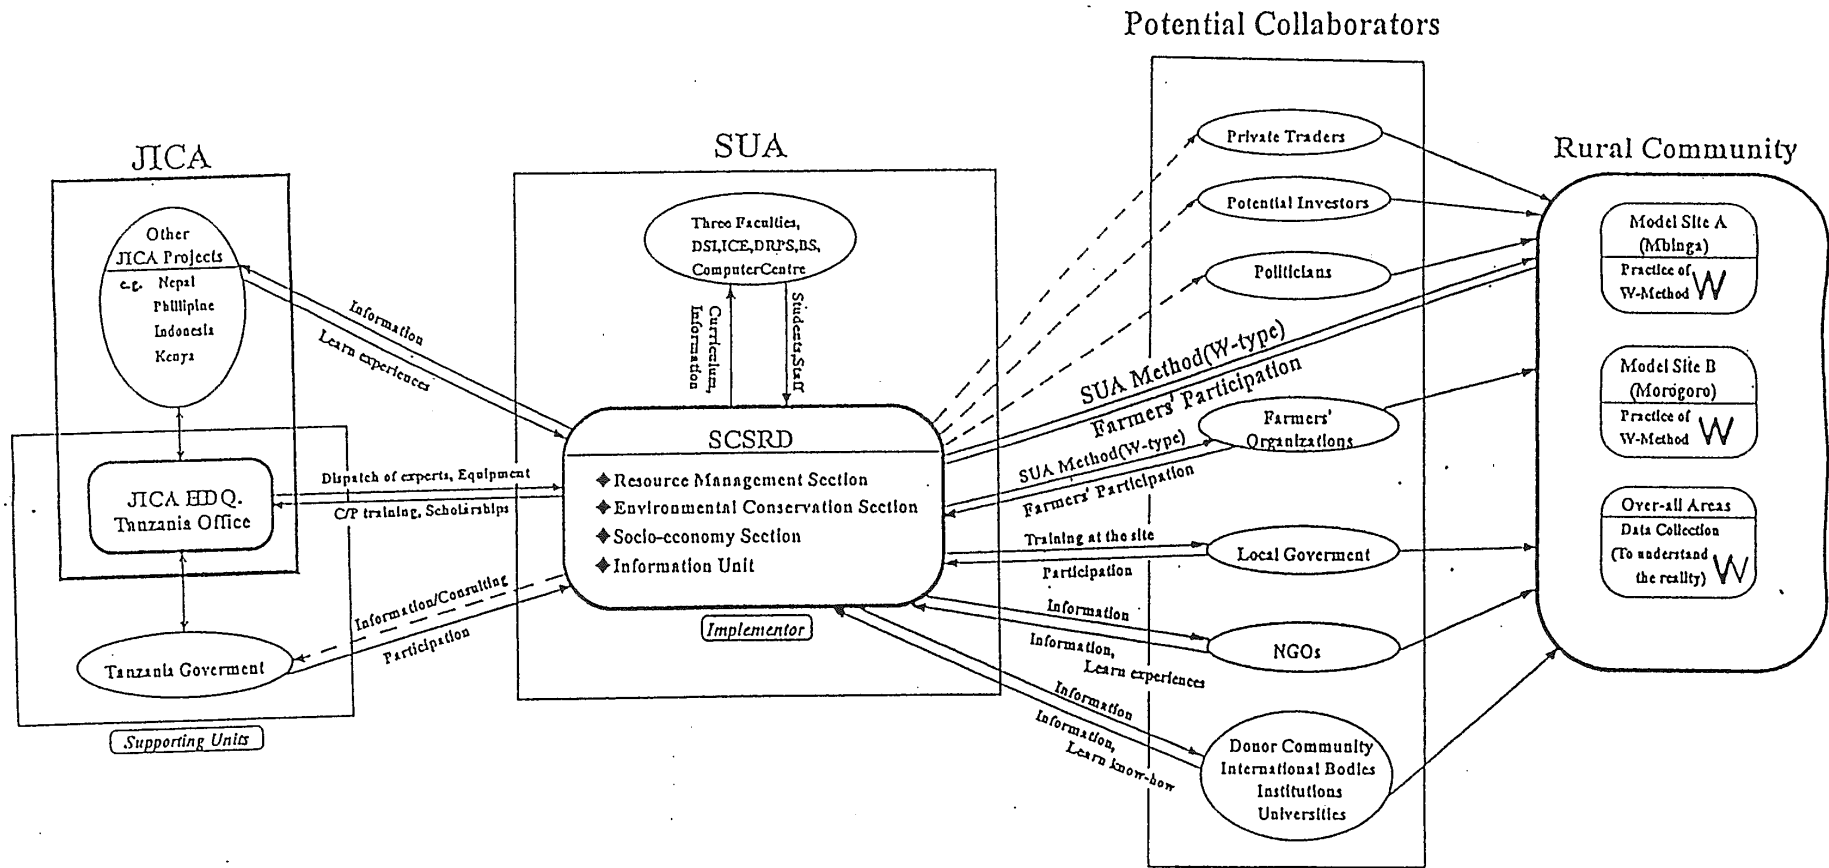 Potential Collaborators
JICA
SUA
Rural Community
Other
JICA Projects
e.g. Nepal
Phillipine
Indonesia
Kenya
JICA HDQ.
Tanzania Office
Tanzania Goverment
Supporting Units
Information
Learn experiences
Dispatch of experts, Equipment
C/P training, Scholarships
Information/Consulting
Participation
Three Faculties,
DSI,ICE,DRPS,BS,
ComputerCentre
Curriculum,
Information
Students,Staff
SCSRD
Resource Management Section
Environmental Conservation Section
Socio-economy Section
Information Unit
Implementor
SUA Method(W-type)
Farmers' Participation
SUA Method(W-type)
Farmers' Participation
Training at the site
Participation
Information
Information,
Learn experiences
Information
Information,
Learn know-how
Private Traders
Potential Investors
Politicians
Farmers'
Organizations
Local Goverment
NGOs
Donor Community
International Bodies
Institutions
Universities
Model Site A
(Mbinga)
Practice of
W-Method W
Model Site B
(Morogoro)
Practice of
W-Method W
Over-all Areas
Data Collection
(To understand
the reality) W